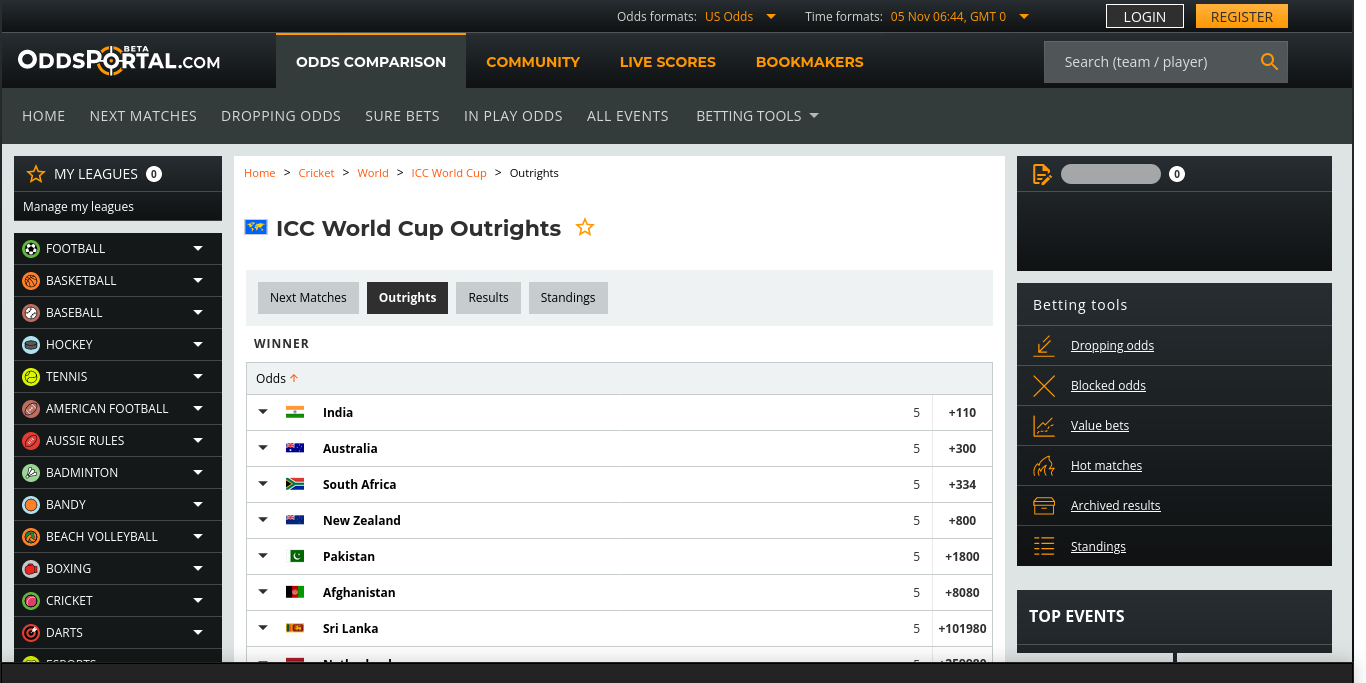 Odds formats: US Odds Time formats: 05 Nov 06:44, GMT 0 LOGIN REGISTER
BETA
ODDSPORTAL.COM ODDS COMPARISON COMMUNITY LIVE SCORES BOOKMAKERS Search (team / player)
HOME NEXT MATCHES DROPPING ODDS SURE BETS IN PLAY ODDS ALL EVENTS BETTING TOOLS
MY LEAGUES 0
Manage my leagues
FOOTBALL
BASKETBALL
BASEBALL
HOCKEY
TENNIS
AMERICAN FOOTBALL
AUSSIE RULES
BADMINTON
BANDY
BEACH VOLLEYBALL
BOXING
CRICKET
DARTS
ESPORTS
Home > Cricket > World > ICC World Cup > Outrights
ICC World Cup Outrights
Next Matches Outrights Results Standings
WINNER
Odds
India 5 +110
Australia 5 +300
South Africa 5 +334
New Zealand 5 +800
Pakistan 5 +1800
Afghanistan 5 +8080
Sri Lanka 5 +101980
0
Betting tools
Dropping odds
Blocked odds
Value bets
Hot matches
Archived results
Standings
TOP EVENTS